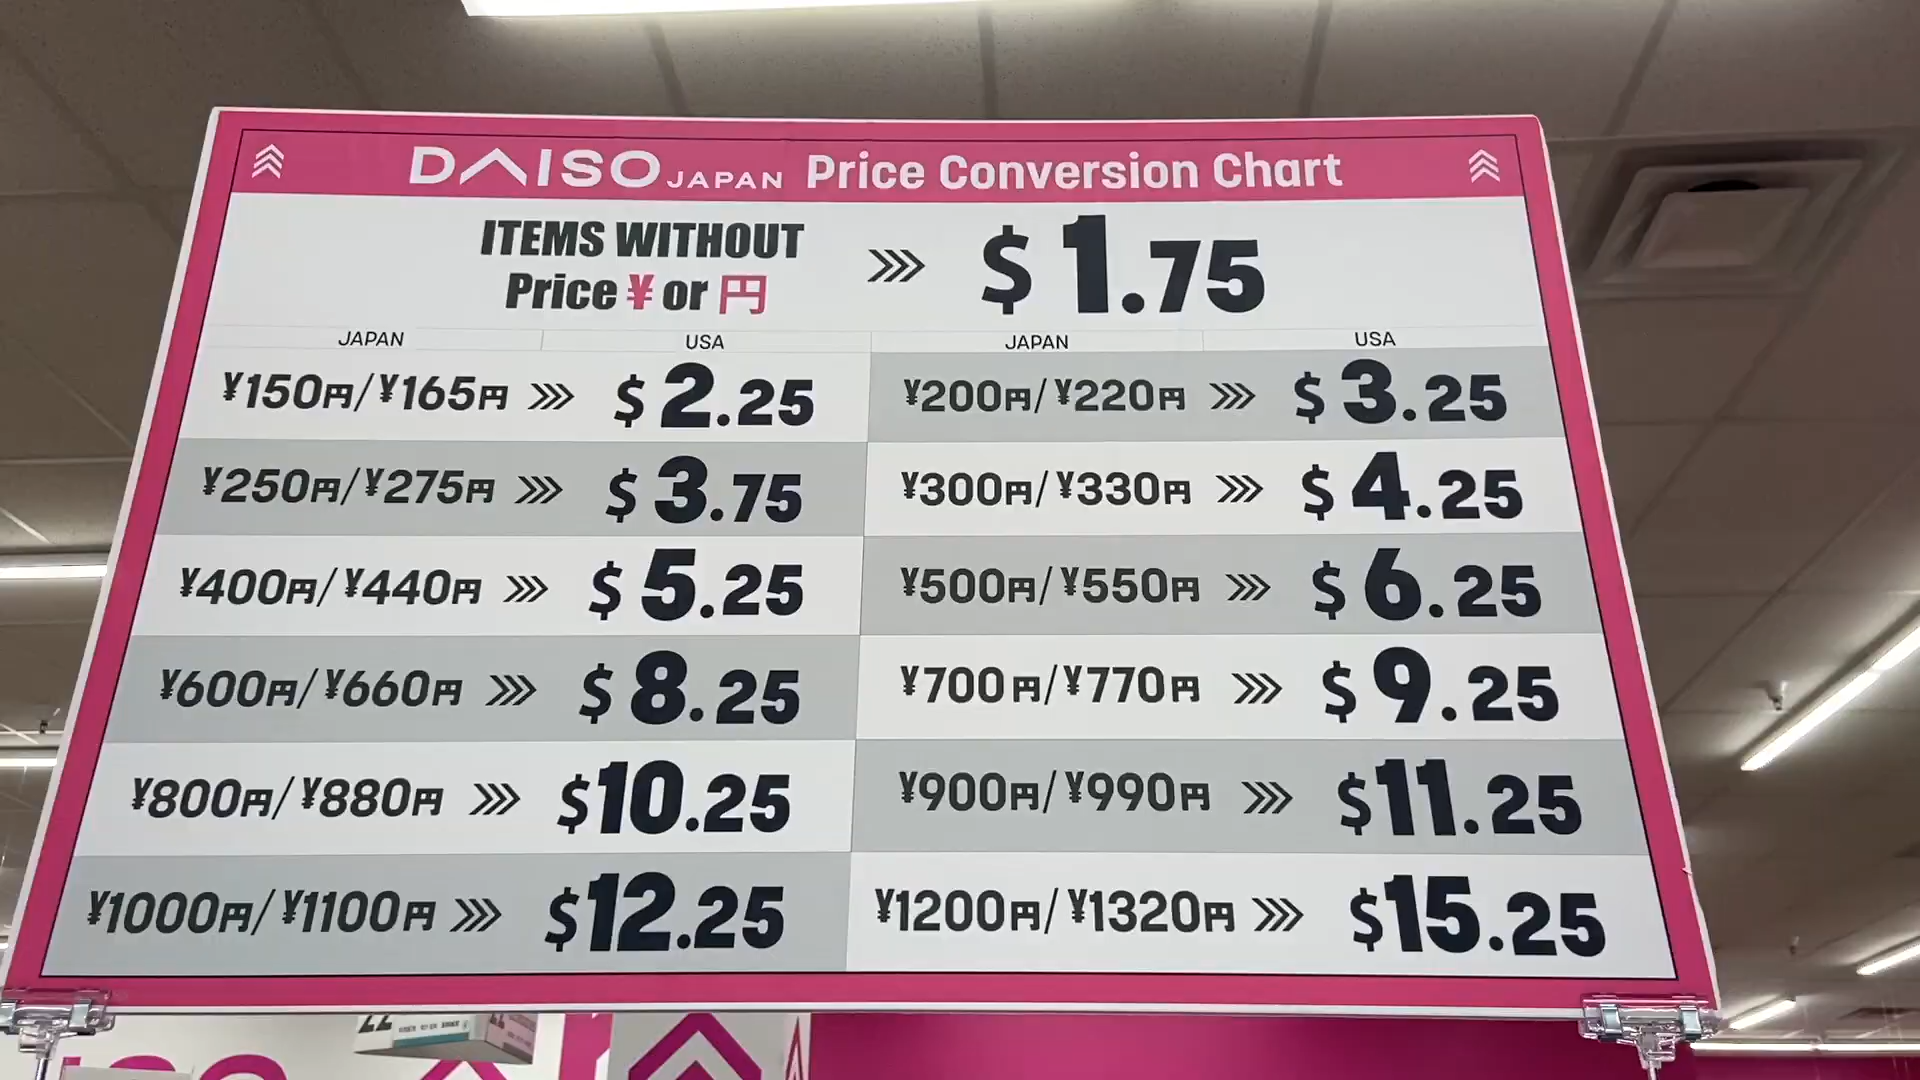 DAISO JAPAN Price Conversion Chart
ITEMS WITHOUT
Price ¥ or 円
$1.75
JAPAN USA JAPAN USA
¥150円/¥165円 $2.25 ¥200円/¥220円 $3.25
¥250円/¥275円 $3.75 ¥300円/¥330円 $4.25
¥400円/¥440円 $5.25 ¥500円/¥550円 $6.25
¥600円/¥660円 $8.25 ¥700円/¥770円 $9.25
¥800円/¥880円 $10.25 ¥900円/¥990円 $11.25
¥1000円/¥1100円 $12.25 ¥1200円/¥1320円 $15.25